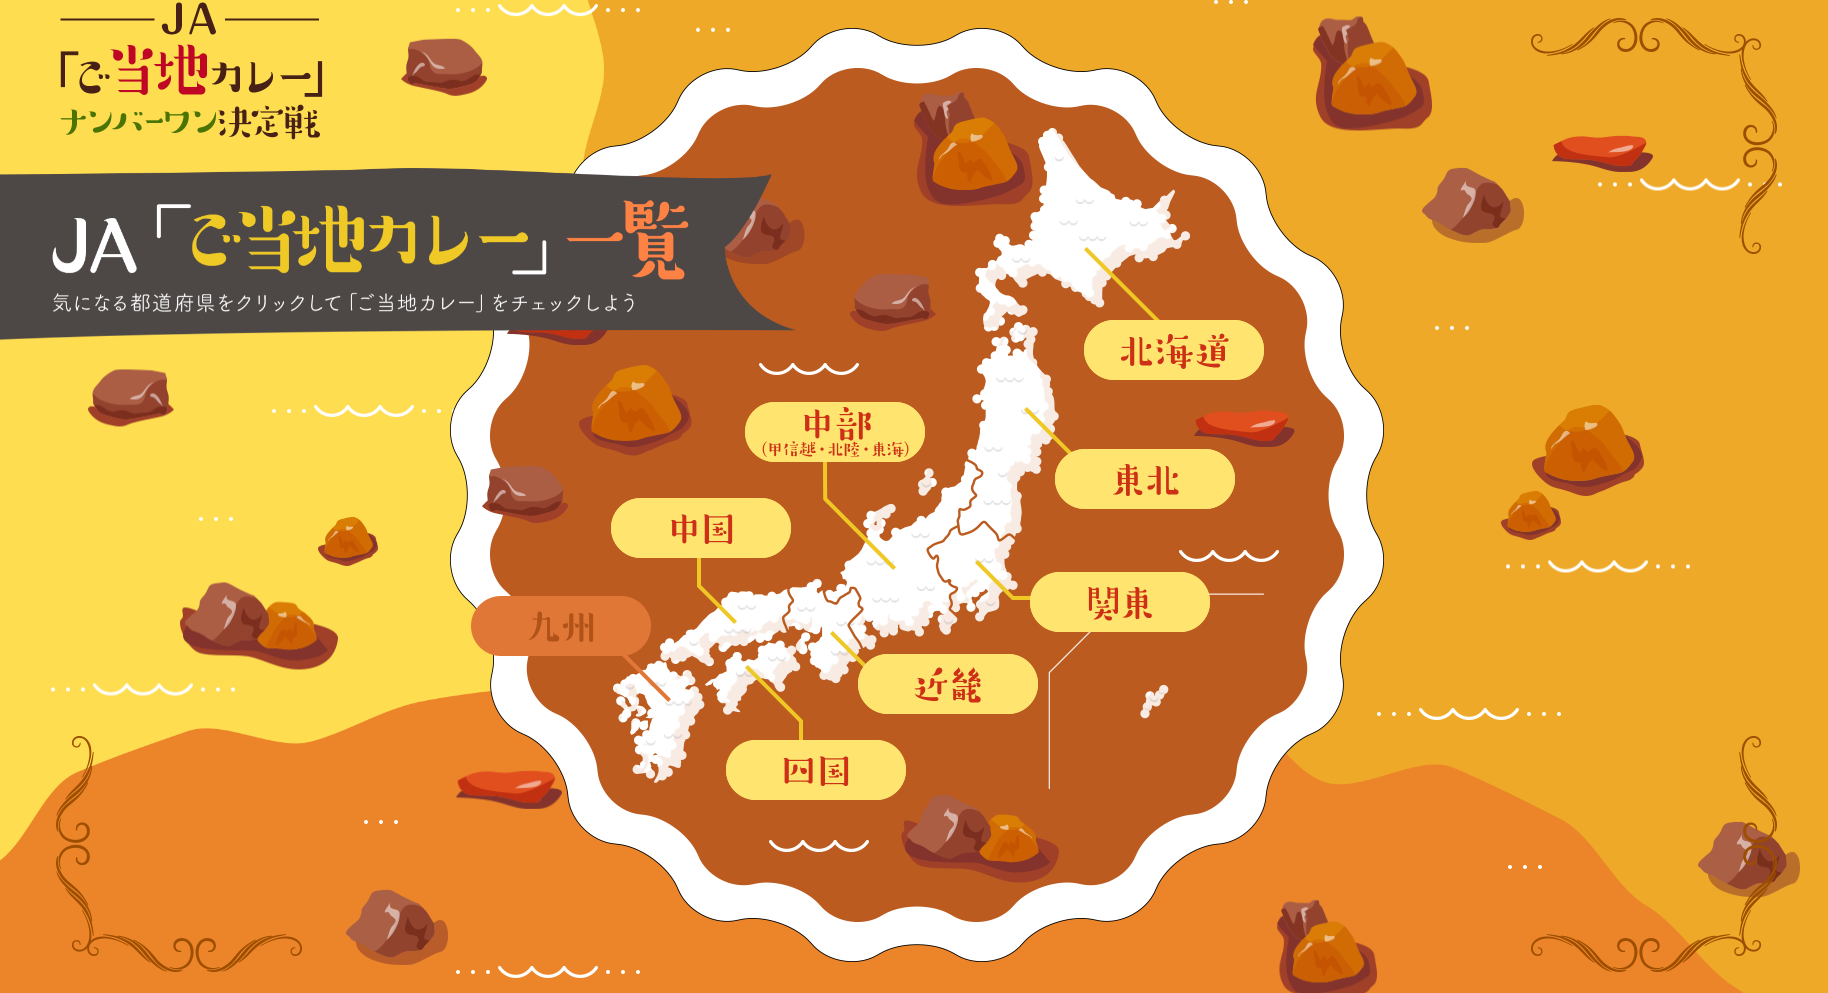 JA
「ご当地カレー」
ナンバーワン決定戦
JA「ご当地カレー」一覧
気になる都道府県をクリックして「ご当地カレー」をチェックしよう
北海道
中部
(甲信越・北陸・東海)
東北
中国
関東
九州
近畿
四国